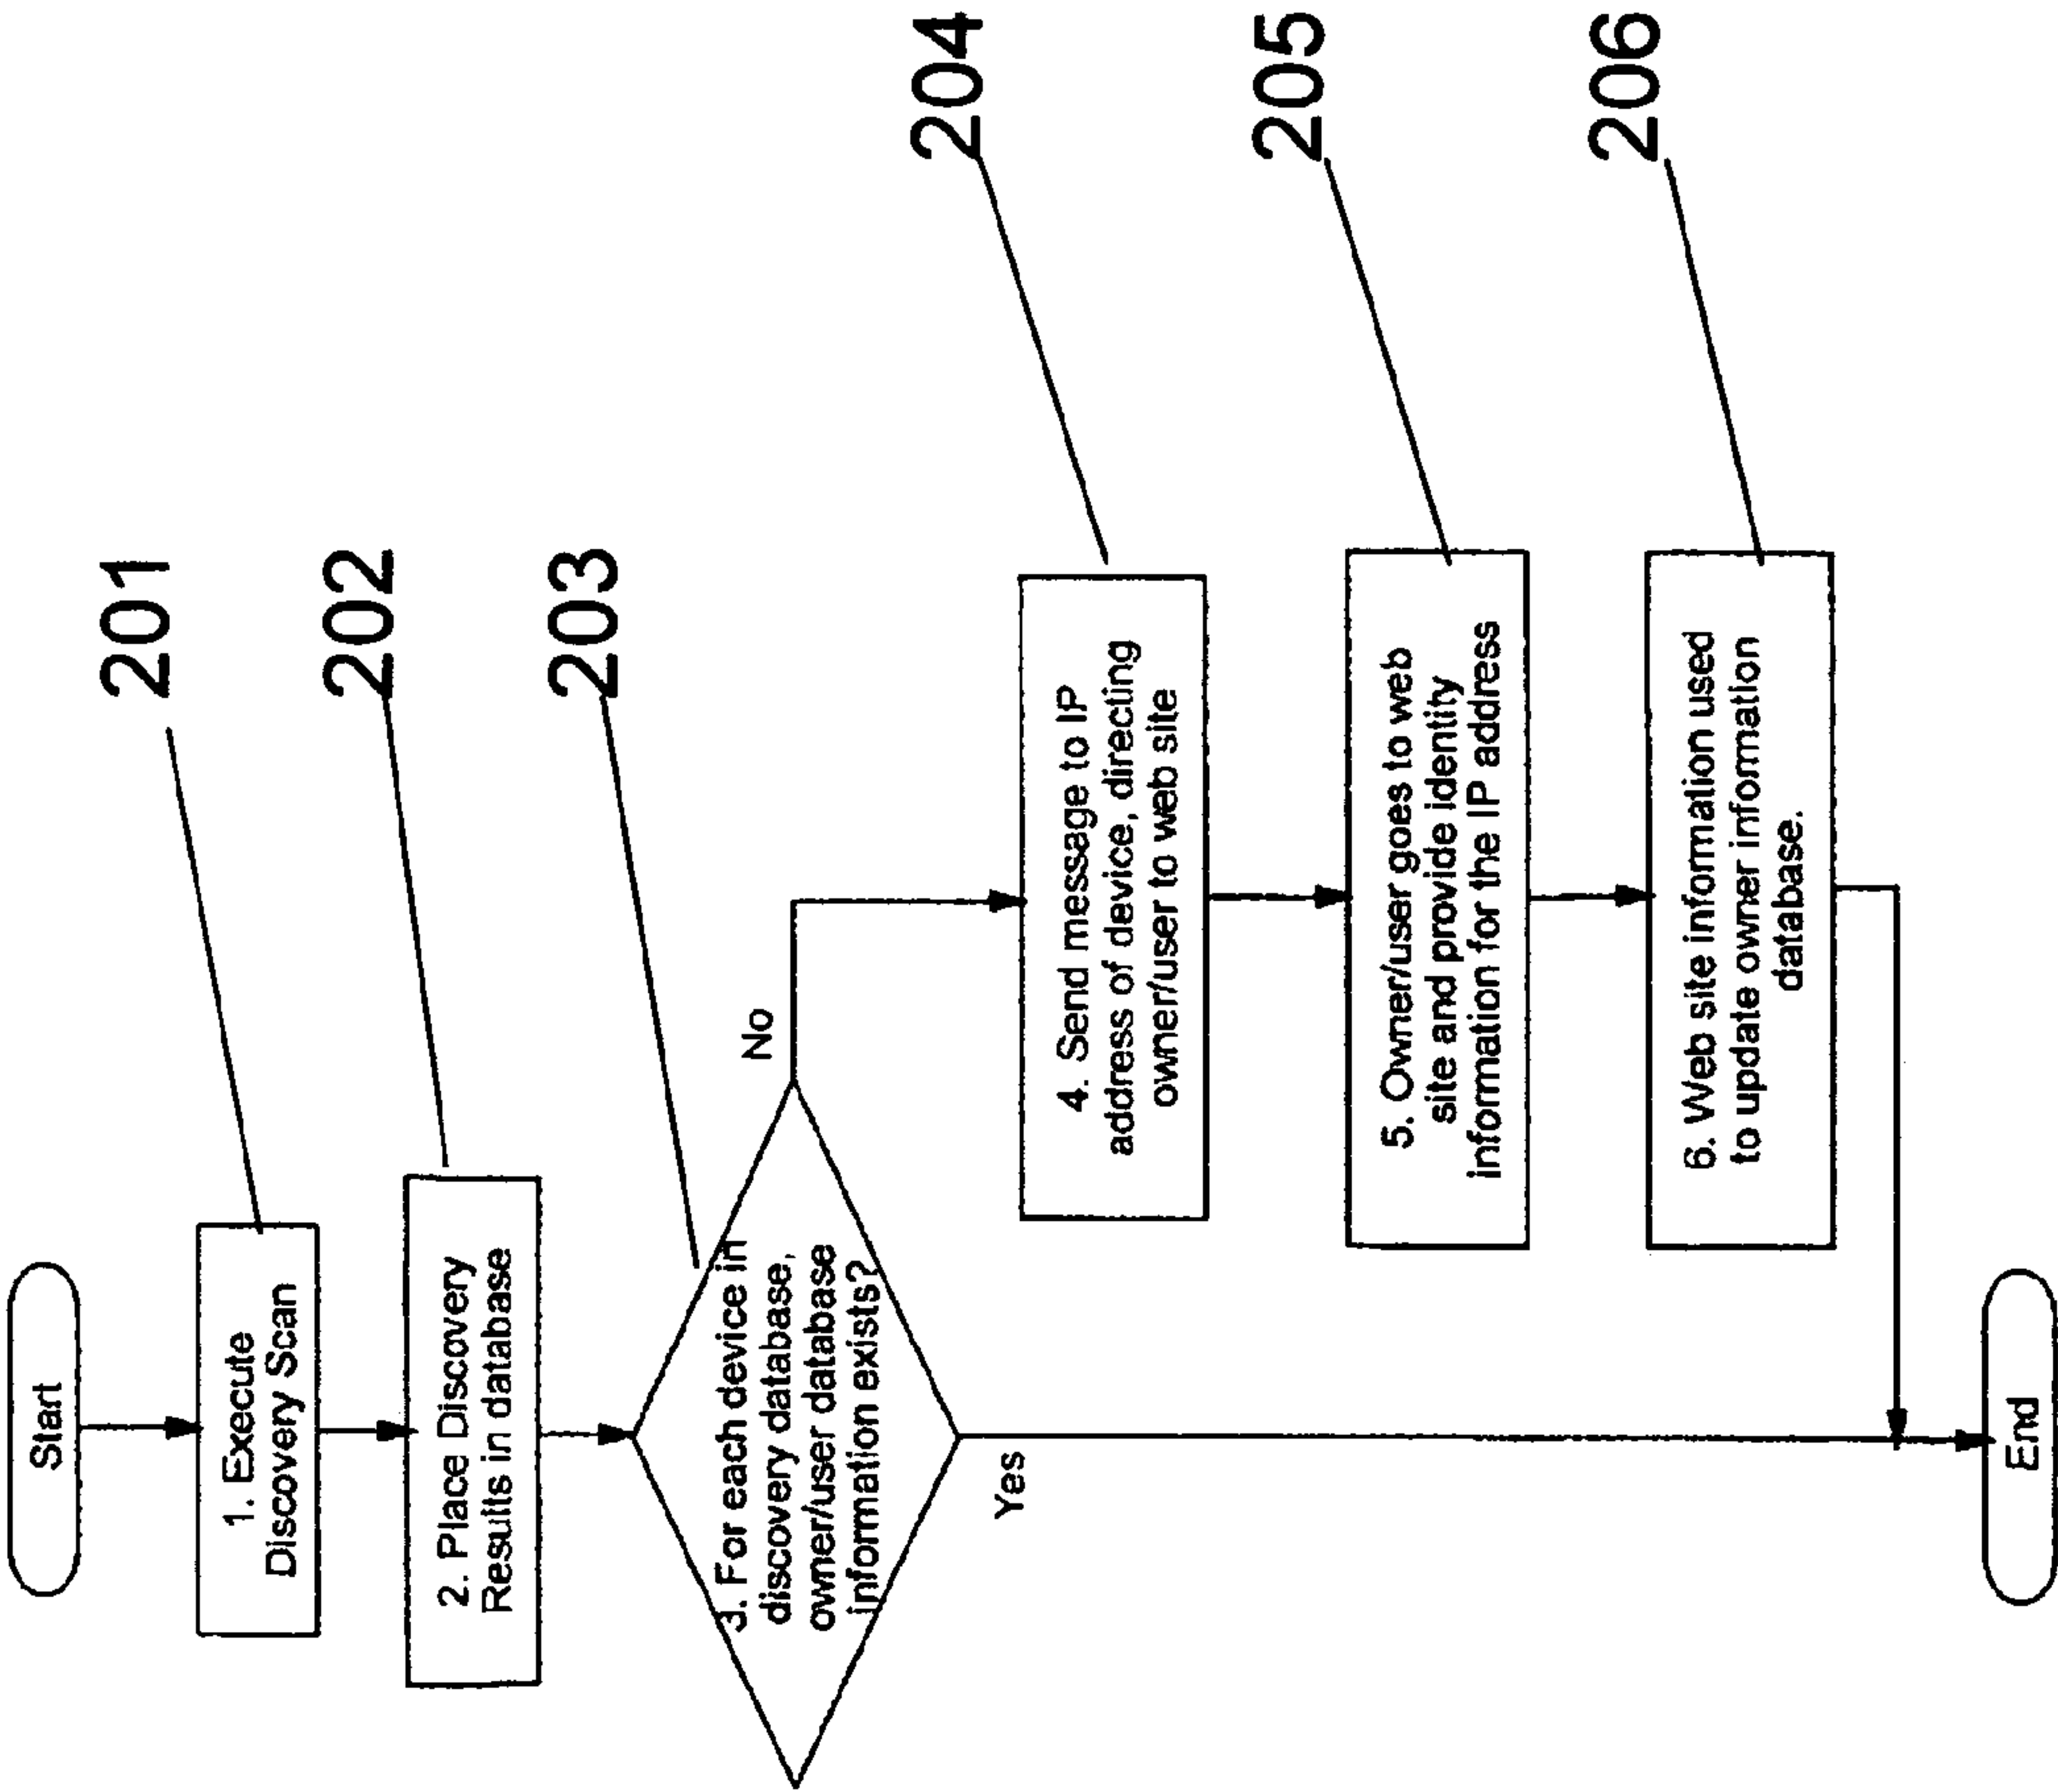 Start
201
1. Execute
Discovery Scan
202
2. Place Discovery
Results in database
203
3. For each device in
discovery database,
owner/user database
information exists?
No
Yes
204
4. Send message to IP
address of device, directing
owner/user to web site
205
5. Owner/user goes to web
site and provide identity
information for the IP address
206
6. Web site information used
to update owner information
database.
End